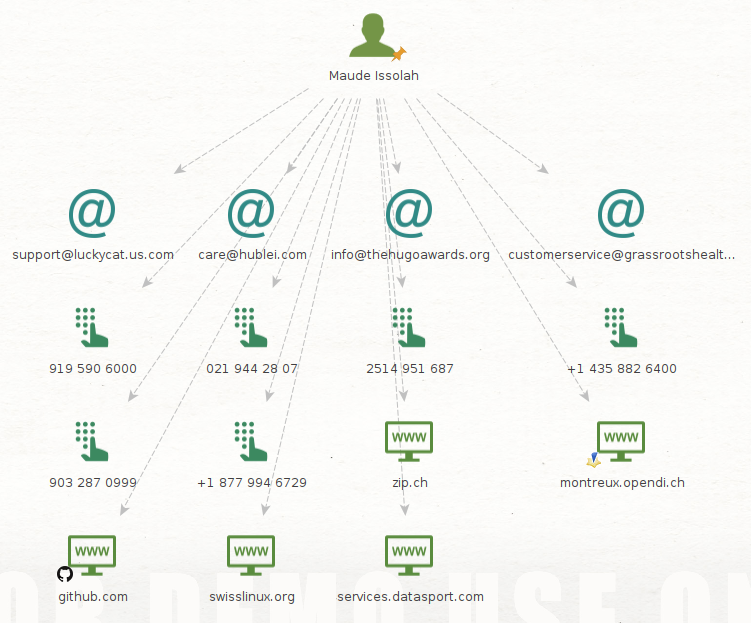 Maude Issolah
support@luckycat.us.com
care@hublei.com
info@thehugoawards.org
customerservice@grassrootshealt...
919 590 6000
021 944 28 07
2514 951 687
+1 435 882 6400
903 287 0999
+1 877 994 6729
WWW
zip.ch
WWW
montreux.opendi.ch
WWW
github.com
WWW
swisslinux.org
WWW
services.datasport.com